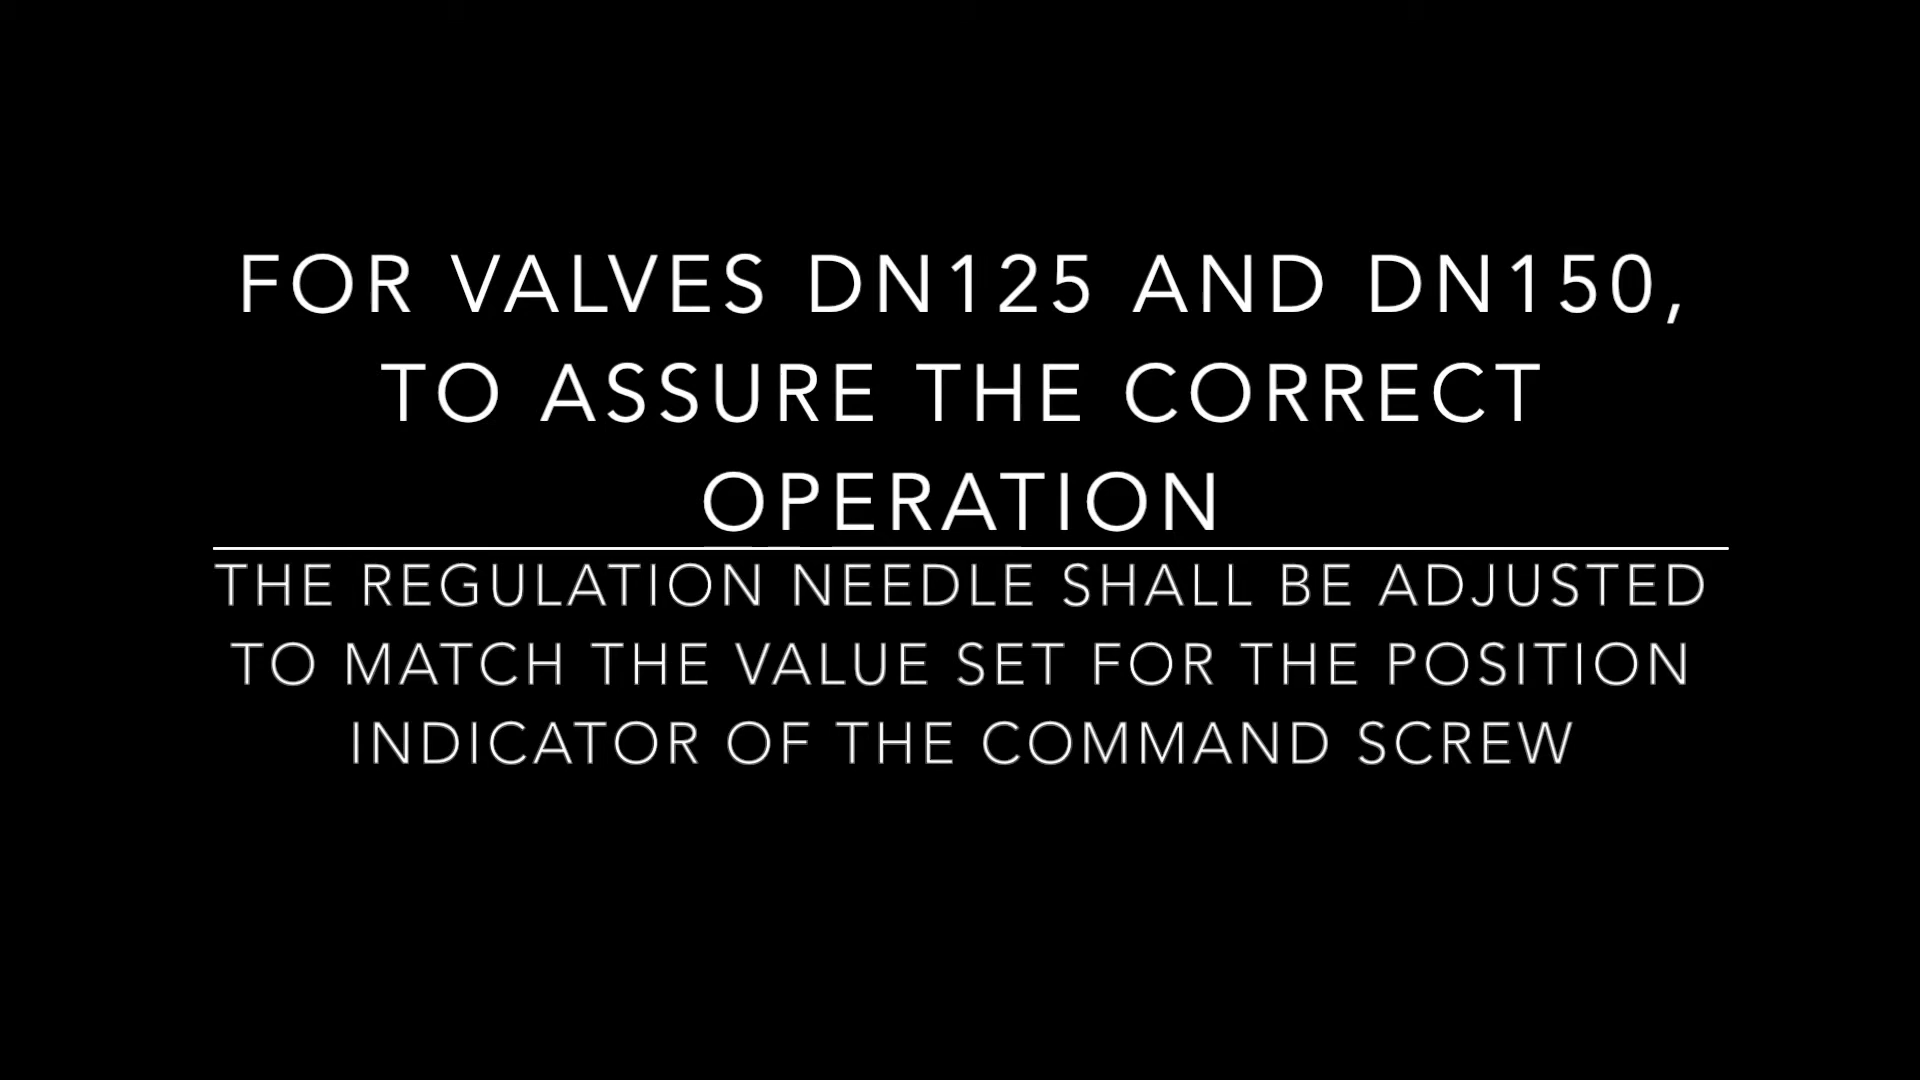 FOR VALVES DN125 AND DN150,
TO ASSURE THE CORRECT
OPERATION
THE REGULATION NEEDLE SHALL BE ADJUSTED
TO MATCH THE VALUE SET FOR THE POSITION
INDICATOR OF THE COMMAND SCREW